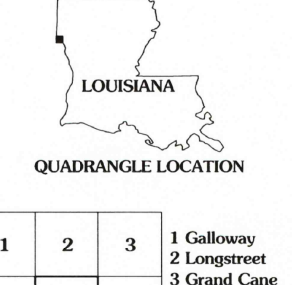 LOUISIANA
QUADRANGLE LOCATION
1 2 3
1 Galloway
2 Longstreet
3 Grand Cane